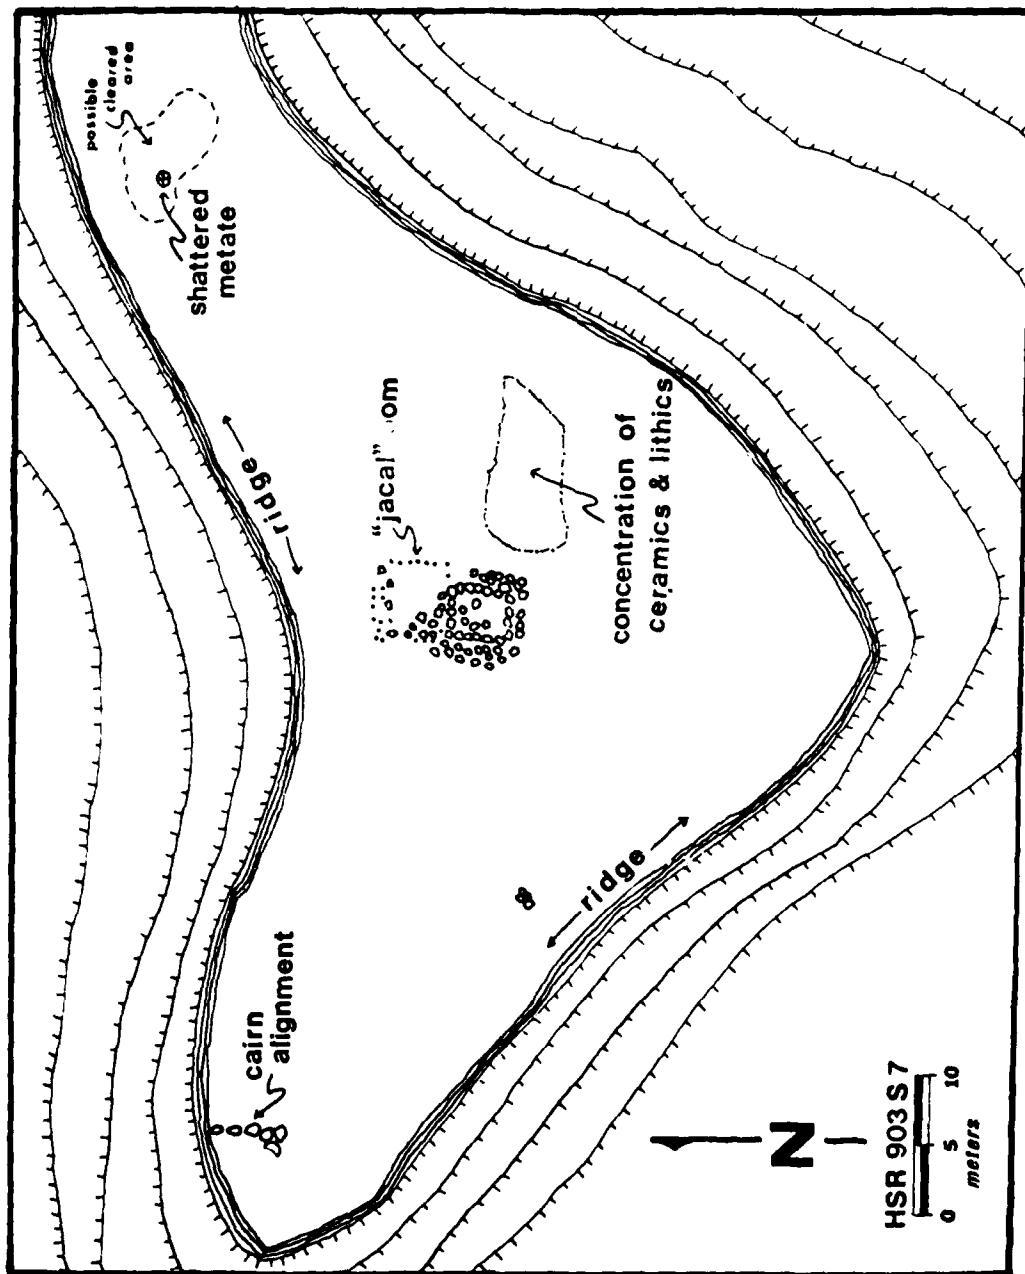 possible
cleared
area
shattered
metate
ridge
"jacal"
concentration of
ceramics & lithics
ridge
cairn
alignment
N
HSR 903 S 7
0 5 10
meters